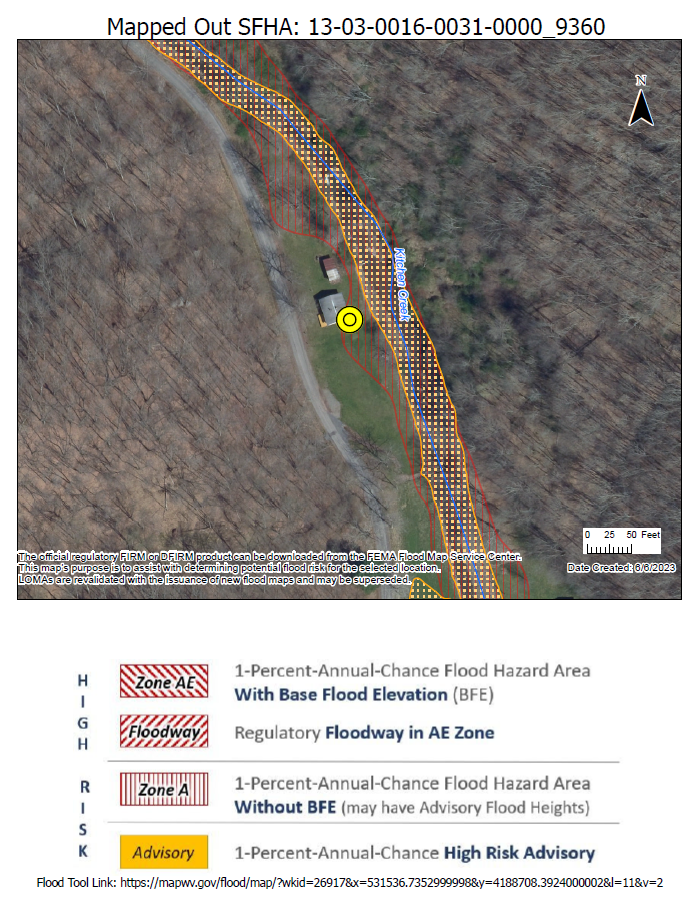 Mapped Out SFHA: 13-03-0016-0031-0000_9360
N
Kitchen Creek
0 25 50 Feet
The official regulatory FIRM or DFIRM product can be downloaded from the FEMA Flood Map Service Center.
This map's purpose is to assist with determining potential flood risk for the selected location.
LOMAs are revalidated with the issuance of new flood maps and may be superseded.
Date Created: 6/6/2023
HIGH RISK
Zone AE
1-Percent-Annual-Chance Flood Hazard Area
With Base Flood Elevation (BFE)
Floodway
Regulatory Floodway in AE Zone
Zone A
1-Percent-Annual-Chance Flood Hazard Area
Without BFE (may have Advisory Flood Heights)
Advisory
1-Percent-Annual-Chance High Risk Advisory
Flood Tool Link: https://mapwv.gov/flood/map/?wkid=26917&x=531536.7352999998&y=4188708.3924000002&l=11&v=2